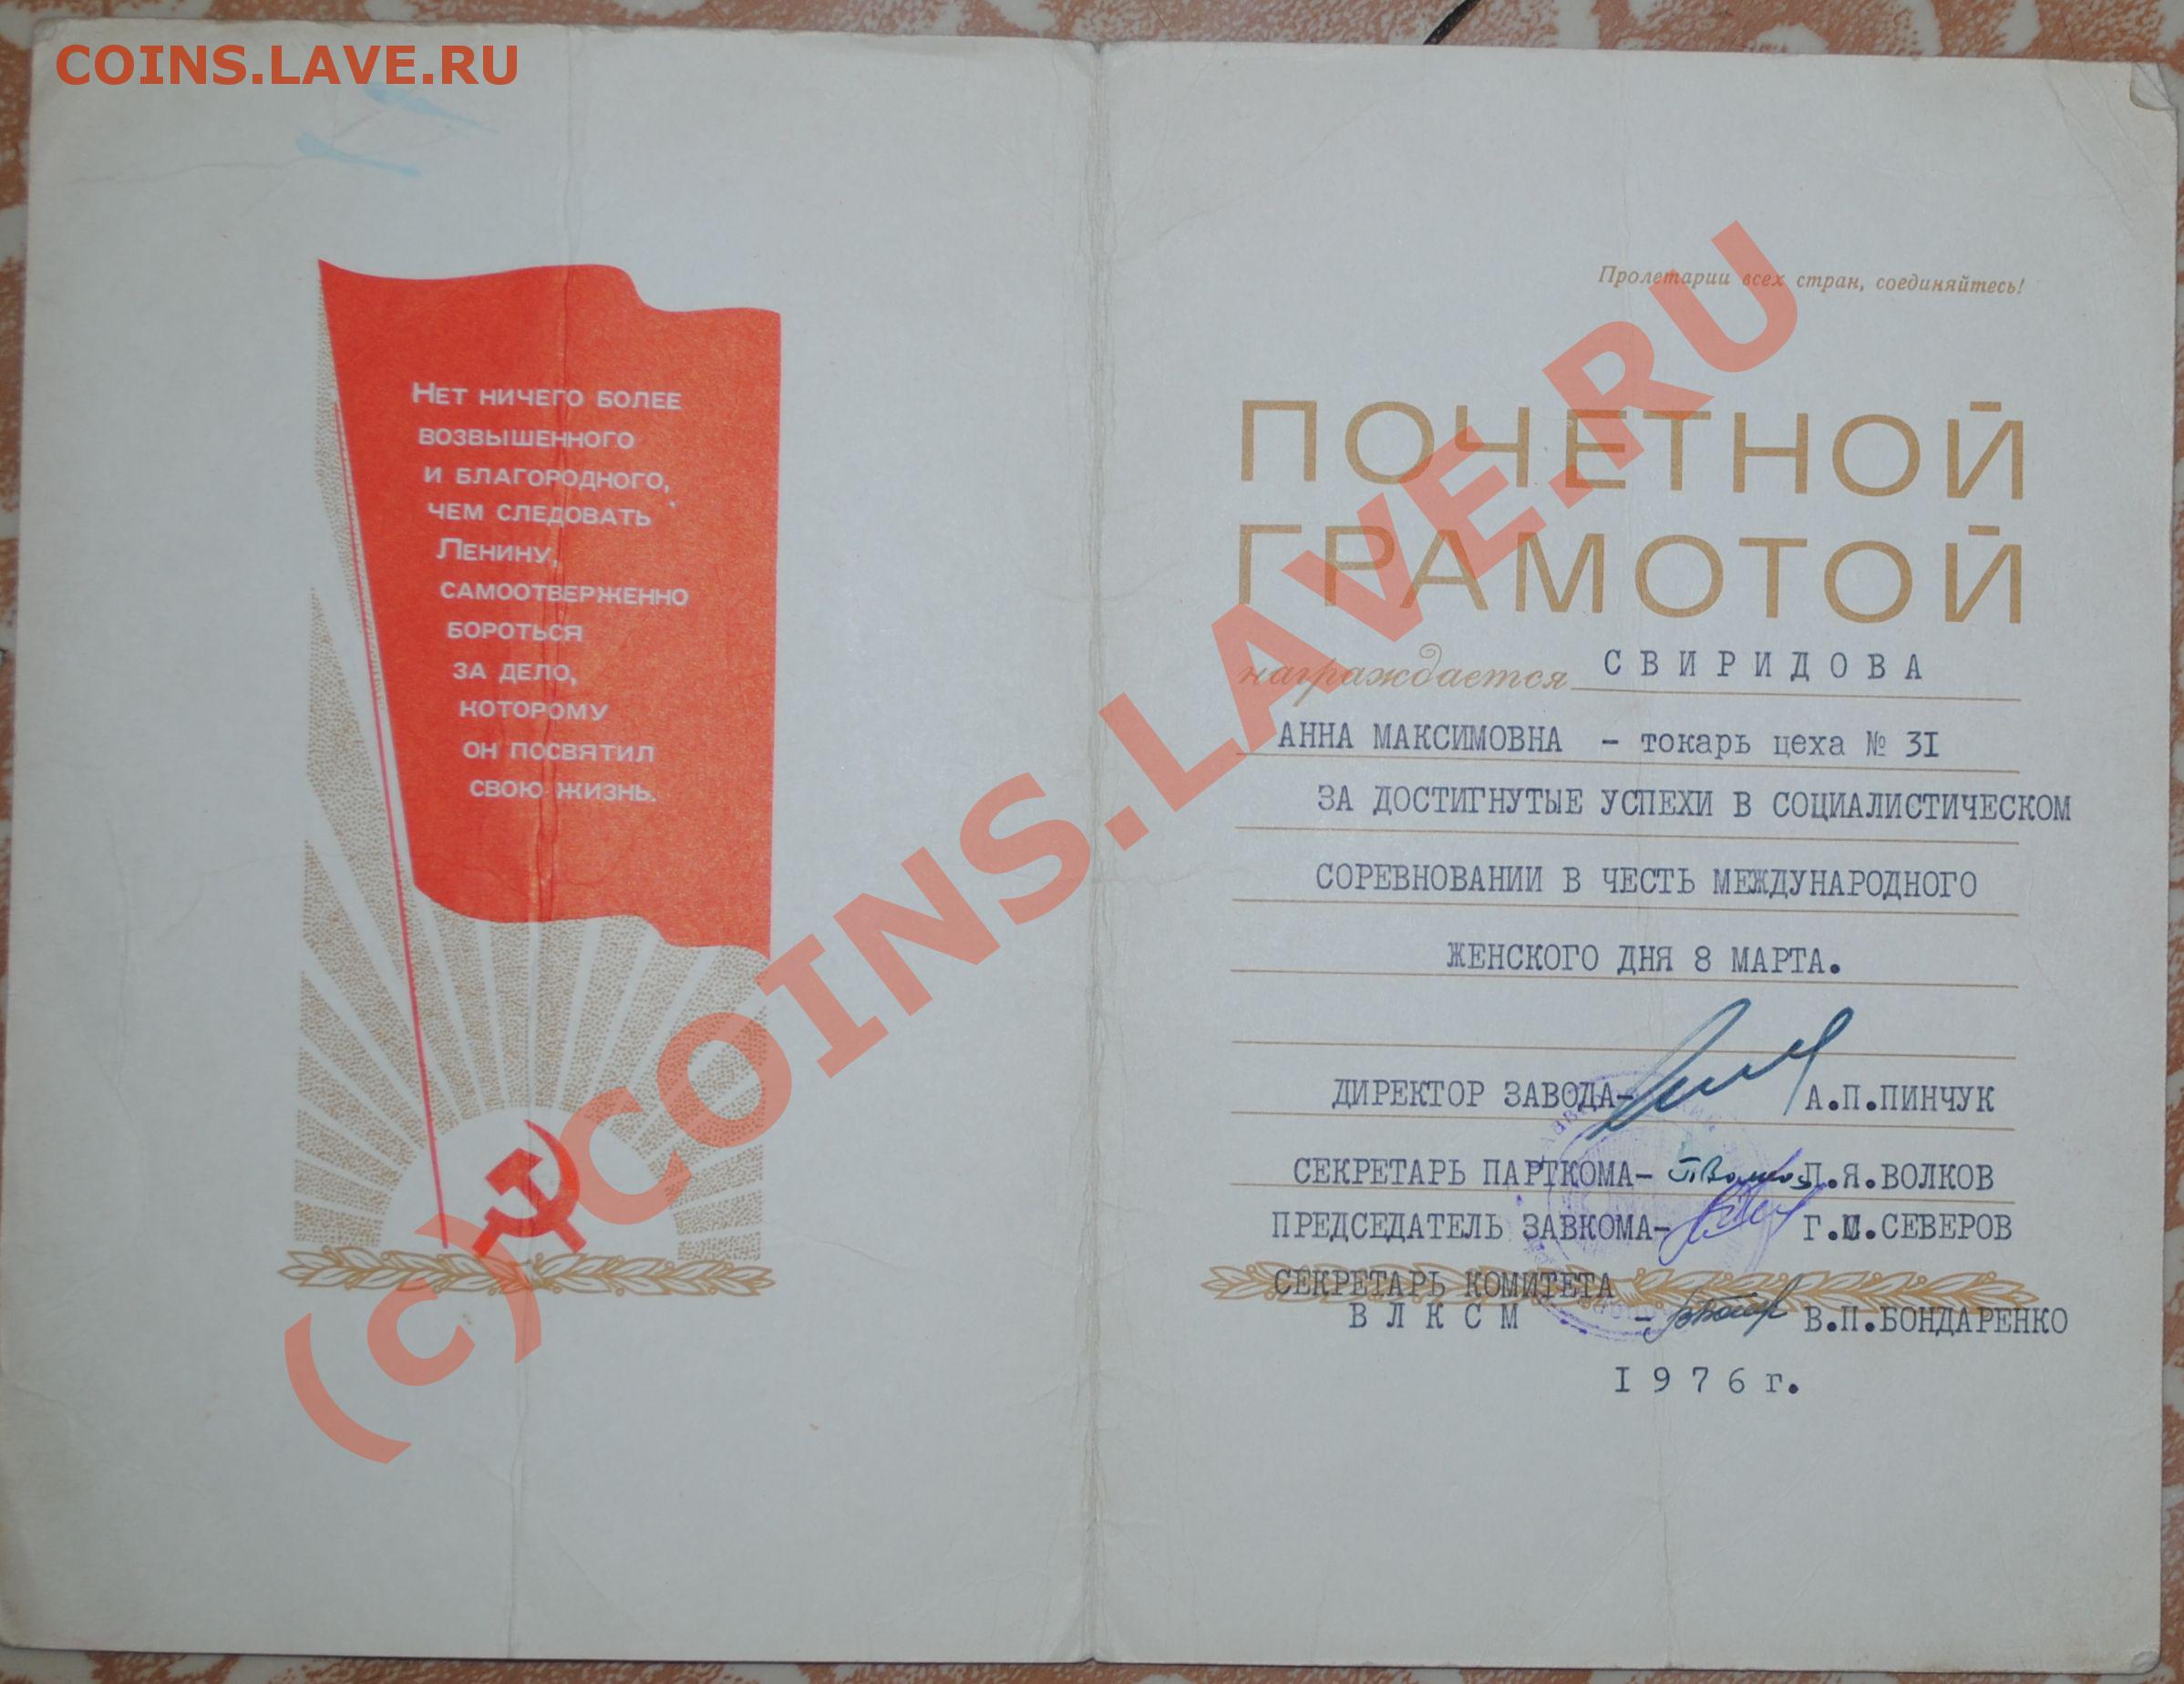 COINS.LAVE.RU
Нет ничего более
возвышенного
и благородного,
чем следовать
Ленину,
самоотверженно
бороться
за дело,
которому
он посвятил
свою жизнь.
Пролетарии всех стран, соединяйтесь!
ПОЧЕТНОЙ
ГРАМОТОЙ
награждается СВИРИДОВА
АННА МАКСИМОВНА - токарь цеха № 3I
ЗА ДОСТИГНУТЫЕ УСПЕХИ В СОЦИАЛИСТИЧЕСКОМ
СОРЕВНОВАНИИ В ЧЕСТЬ МЕЖДУНАРОДНОГО
ЖЕНСКОГО ДНЯ 8 МАРТА.
ДИРЕКТОР ЗАВОДА- А.П.ПИНЧУК
СЕКРЕТАРЬ ПАРТКОМА- П.Я.ВОЛКОВ
ПРЕДСЕДАТЕЛЬ ЗАВКОМА- СЕВЕРОВ
СЕКРЕТАРЬ КОМИТЕТА
ВЛКСМ - В.П.БОНДАРЕНКО
I976г.
(c) COINS.LAVE.RU